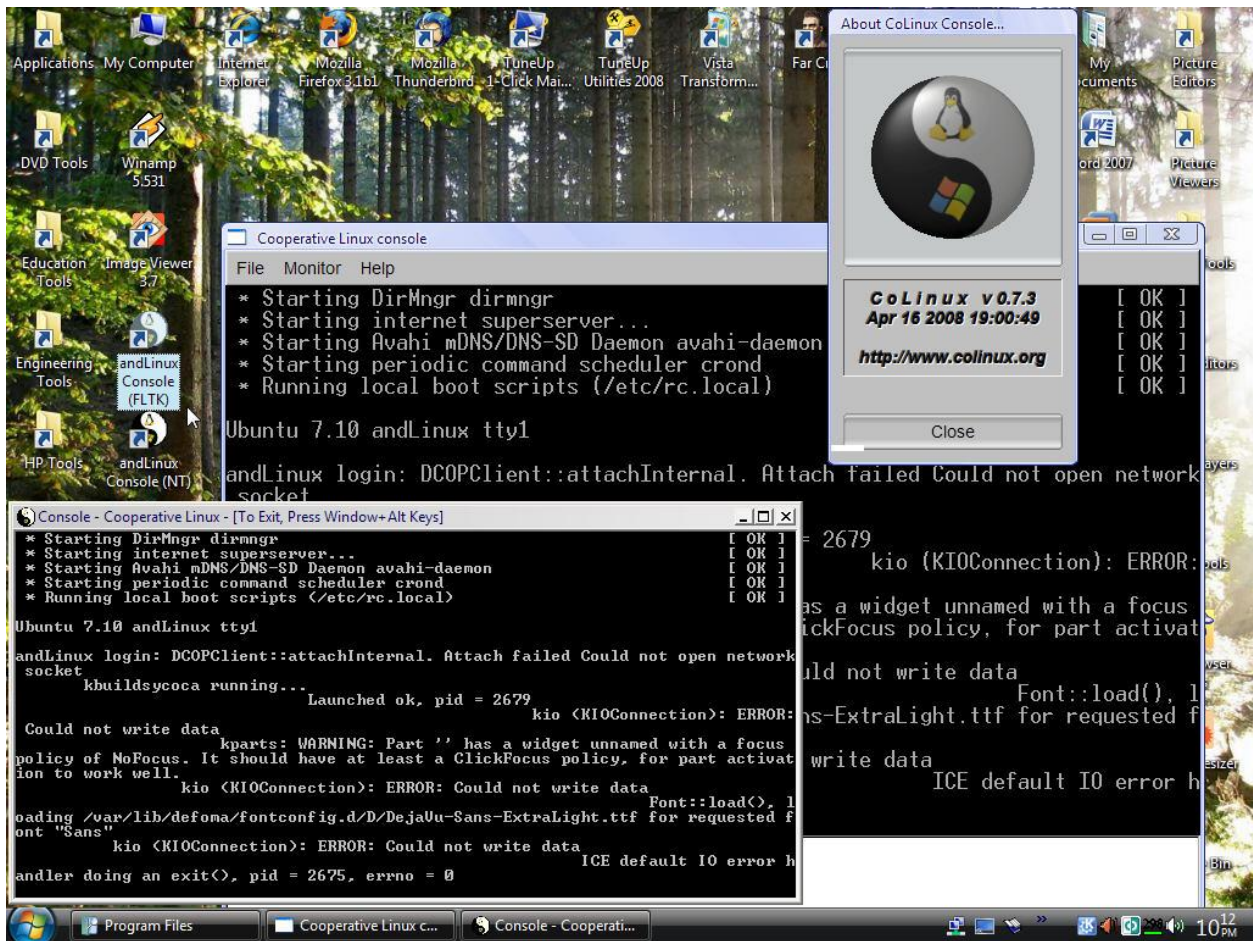 Applications
My Computer
Internet Explorer
Mozilla Firefox 3.1b1
Mozilla Thunderbird
TuneUp 1-Click Mai...
TuneUp Utilities 2008
Vista Transform...
Far Cr
My
Picture Editors
DVD Tools
Winamp 5.531
Picture Viewers
Education Tools
Image Viewer 3.7
Engineering Tools
andLinux Console (FLTK)
HP Tools
andLinux Console (NT)
About CoLinux Console...
CoLinux v0.7.3
Apr 16 2008 19:00:49
http://www.colinux.org
Close
Cooperative Linux console
File Monitor Help
* Starting DirMngr dirmngr [ OK ]
* Starting internet superserver... [ OK ]
* Starting Avahi mDNS/DNS-SD Daemon avahi-daemon [ OK ]
* Starting periodic command scheduler crond [ OK ]
* Running local boot scripts (/etc/rc.local) [ OK ]
Ubuntu 7.10 andLinux tty1
andLinux login: DCOPClient::attachInternal. Attach failed Could not open network
socket
= 2679
kio (KIOConnection): ERROR:
as a widget unnamed with a focus
ickFocus policy, for part activat
uld not write data
Font::load(), l
ns-ExtraLight.ttf for requested f
write data
ICE default IO error h
Console - Cooperative Linux - [To Exit, Press Window+Alt Keys]
* Starting DirMngr dirmngr [ OK ]
* Starting internet superserver... [ OK ]
* Starting Avahi mDNS/DNS-SD Daemon avahi-daemon [ OK ]
* Starting periodic command scheduler crond [ OK ]
* Running local boot scripts (/etc/rc.local) [ OK ]
Ubuntu 7.10 andLinux tty1
andLinux login: DCOPClient::attachInternal. Attach failed Could not open network
socket
kbuildsycoca running...
Launched ok, pid = 2679
kio (KIOConnection): ERROR:
Could not write data
kparts: WARNING: Part '' has a widget unnamed with a focus
policy of NoFocus. It should have at least a ClickFocus policy, for part activat
ion to work well.
kio (KIOConnection): ERROR: Could not write data
Font::load(), l
oading /var/lib/defoma/fontconfig.d/D/DejaVu-Sans-ExtraLight.ttf for requested f
ont "Sans"
kio (KIOConnection): ERROR: Could not write data
ICE default IO error h
andler doing an exit(), pid = 2675, errno = 0
ord 2007
ools
ditors
ayers
ools
wser
esizer
Bin
Program Files
Cooperative Linux c...
Console - Cooperati...
10 12 PM